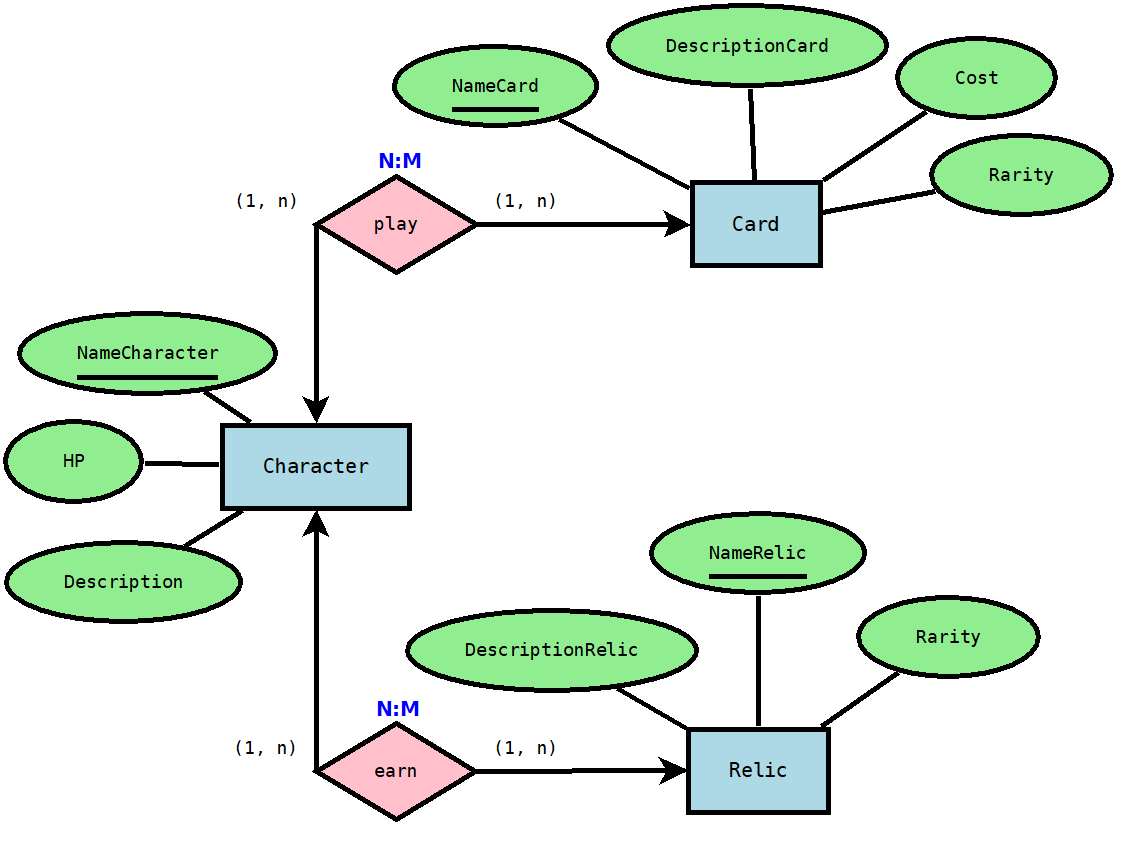 DescriptionCard
NameCard
Cost
N:M
Rarity
(1, n)
(1, n)
play
Card
NameCharacter
HP
Character
Description
NameRelic
DescriptionRelic
Rarity
N:M
(1, n)
(1, n)
earn
Relic